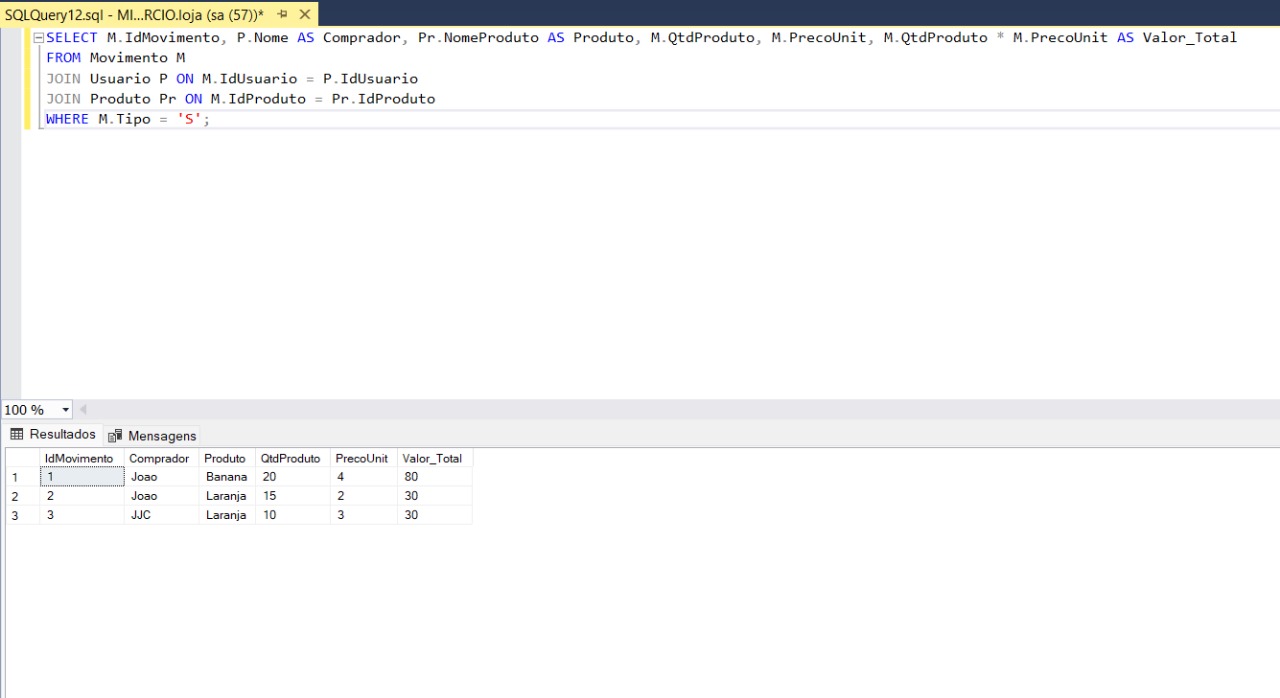 SQLQuery12.sql - MI...RCIO.loja (sa (57))*
SELECT M.IdMovimento, P.Nome AS Comprador, Pr.NomeProduto AS Produto, M.QtdProduto, M.PrecoUnit, M.QtdProduto * M.PrecoUnit AS Valor_Total
FROM Movimento M
JOIN Usuario P ON M.IdUsuario = P.IdUsuario
JOIN Produto Pr ON M.IdProduto = Pr.IdProduto
WHERE M.Tipo = 'S';
100 %
Resultados Mensagens
IdMovimento Comprador Produto QtdProduto PrecoUnit Valor_Total
1 1 Joao Banana 20 4 80
2 2 Joao Laranja 15 2 30
3 3 JJC Laranja 10 3 30